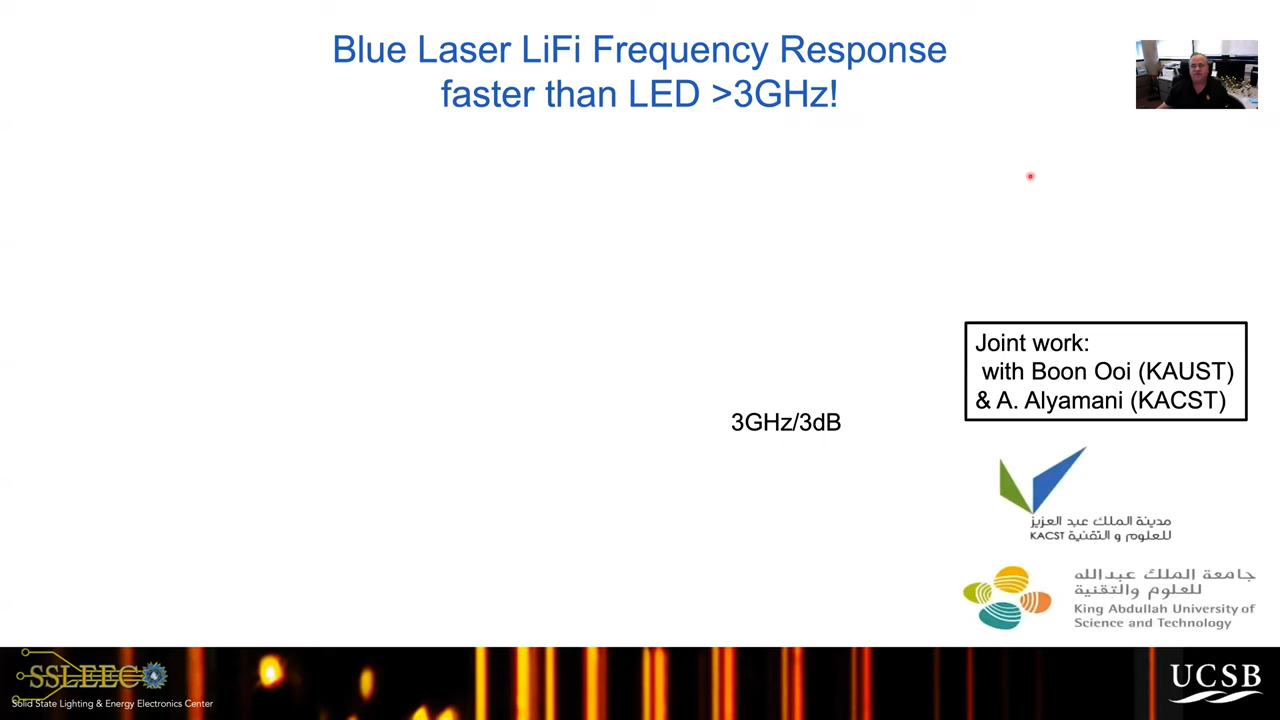 Blue Laser LiFi Frequency Response
faster than LED >3GHz!
Joint work:
with Boon Ooi (KAUST)
& A. Alyamani (KACST)
3GHz/3dB
مدينة الملك عبد العزيز
للعلوم و التقنية KACST
جامعة الملك عبدالله
للعلوم والتقنية
King Abdullah University of
Science and Technology
SSLEEC
Solid State Lighting & Energy Electronics Center
UCSB